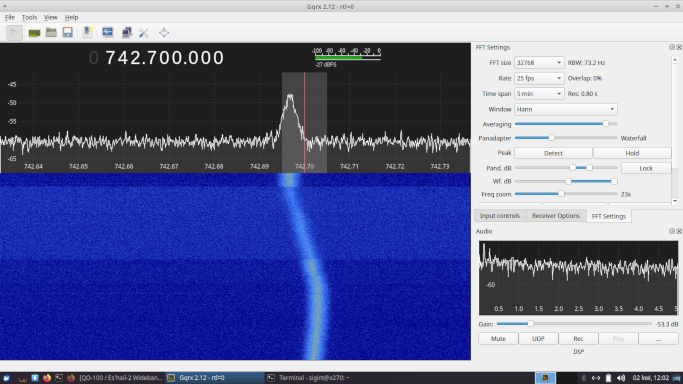 Gqrx 2.12 - rtl=0
File Tools View Help
0 742.700.000
-100 -80 -60 -40 -20 0
-27 dBFS
-45
-50
-55
-65
742.64 742.65 742.66 742.67 742.68 742.69 742.70 742.71 742.72 742.73
FFT Settings
FFT size 32768 RBW: 73.2 Hz
Rate 25 fps Overlap: 0%
Time span 5 min Res: 0.80 s
Window Hann
Averaging
Panadapter Waterfall
Peak Detect Hold
Pand. dB Lock
Wf. dB
Freq zoom 23x
Input controls Receiver Options FFT Settings
Audio
-60
0.5 1.0 1.5 2.0 2.5 3.0 3.5 4.0 4.5 5
Gain: -53.3 dB
Mute UDP Rec Play ...
DSP
[QO-100 / Es'hail-2 Wideban... Gqrx 2.12 - rtl=0 Terminal - sigint@x270: ~ 02 kwi, 12:02